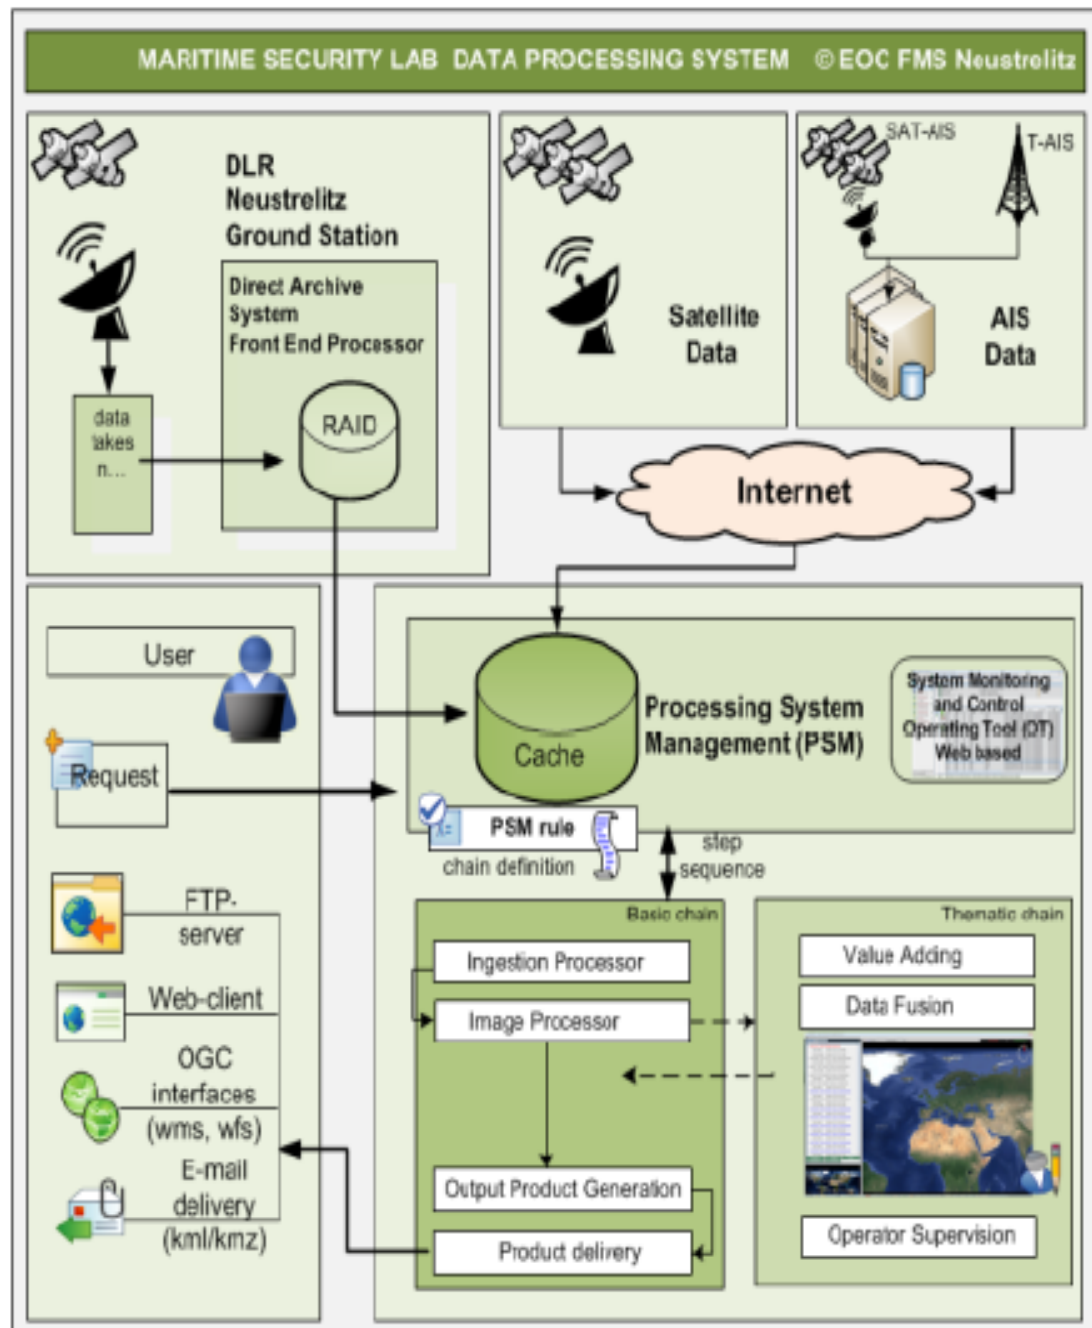 MARITIME SECURITY LAB DATA PROCESSING SYSTEM © EOC FMS Neustrelitz
DLR
Neustrelitz
Ground Station
Direct Archive
System
Front End Processor
data
takes
n...
RAID
Satellite
Data
SAT-AIS
T-AIS
AIS
Data
Internet
User
Request
FTP-
server
Web-client
OGC
interfaces
(wms, wfs)
E-mail
delivery
(kml/kmz)
Cache
Processing System
Management (PSM)
System Monitoring
and Control
Operating Tool (OT)
Web based
PSM rule
chain definition
step
sequence
Basic chain
Ingestion Processor
Image Processor
Output Product Generation
Product delivery
Thematic chain
Value Adding
Data Fusion
Operator Supervision